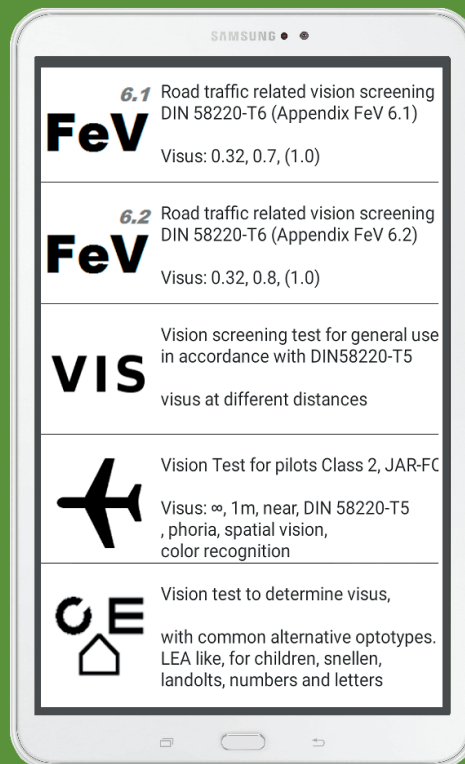 SAMSUNG
6.1
FeV
Road traffic related vision screening
DIN 58220-T6 (Appendix FeV 6.1)
Visus: 0.32, 0.7, (1.0)
6.2
FeV
Road traffic related vision screening
DIN 58220-T6 (Appendix FeV 6.2)
Visus: 0.32, 0.8, (1.0)
VIS
Vision screening test for general use
in accordance with DIN58220-T5
visus at different distances
Vision Test for pilots Class 2, JAR-FC
Visus: ∞, 1m, near, DIN 58220-T5
, phoria, spatial vision,
color recognition
E
Vision test to determine visus,
with common alternative optotypes.
LEA like, for children, snellen,
landolts, numbers and letters